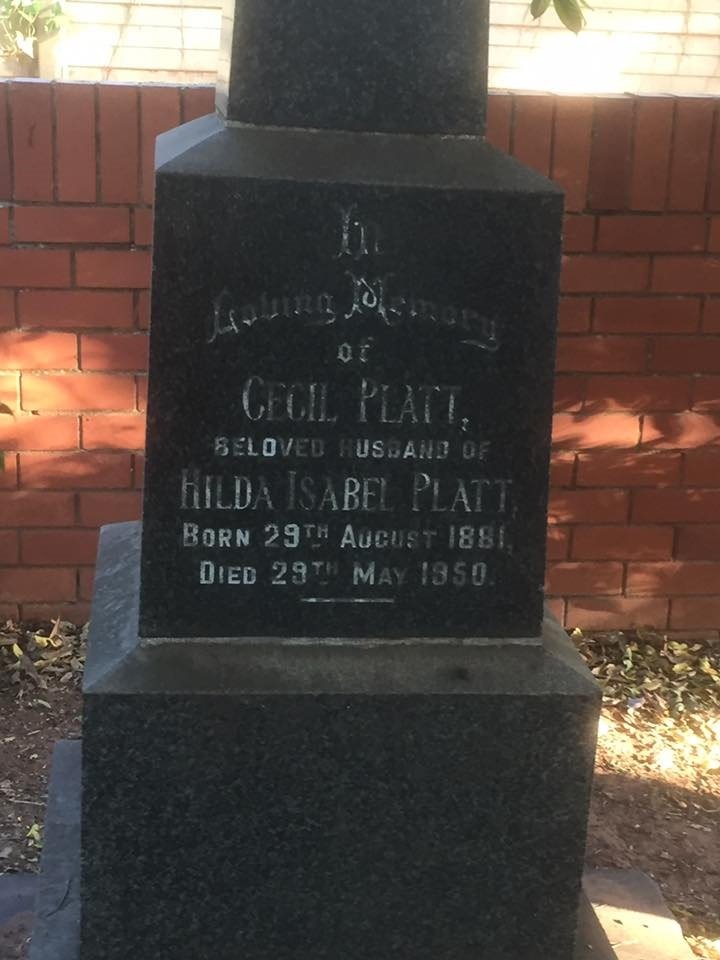 In
Loving Memory
of
CECIL PLATT,
BELOVED HUSBAND OF
HILDA ISABEL PLATT,
BORN 29TH AUGUST 1881,
DIED 29TH MAY 1950.